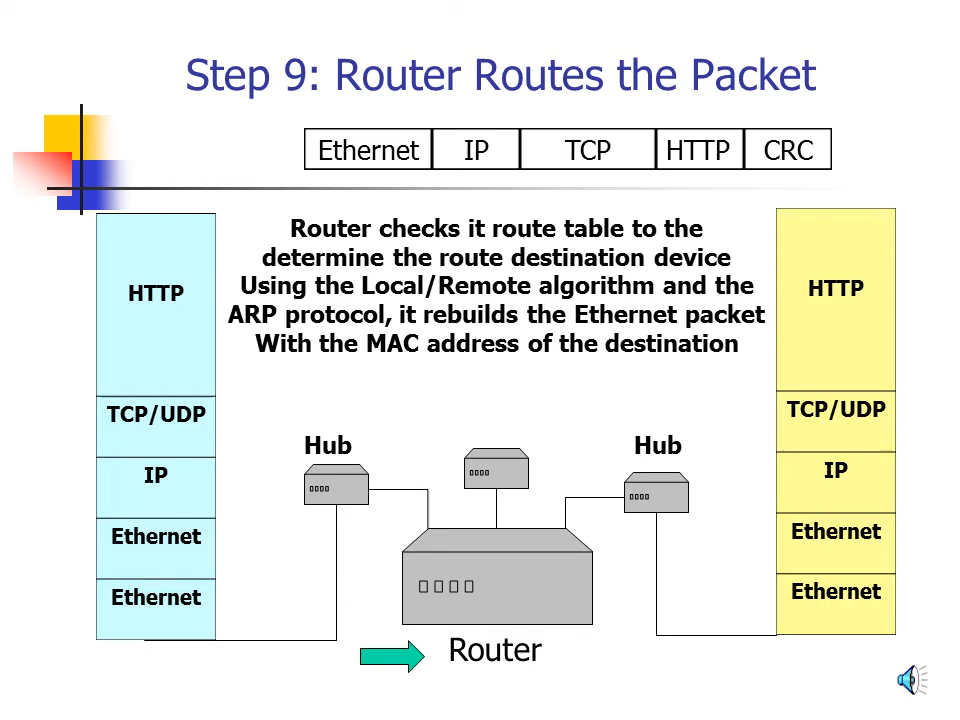 Step 9: Router Routes the Packet
Ethernet IP TCP HTTP CRC
Router checks it route table to the
determine the route destination device
Using the Local/Remote algorithm and the
ARP protocol, it rebuilds the Ethernet packet
With the MAC address of the destination
HTTP
TCP/UDP
IP
Ethernet
Ethernet
Hub
Hub
Router
HTTP
TCP/UDP
IP
Ethernet
Ethernet